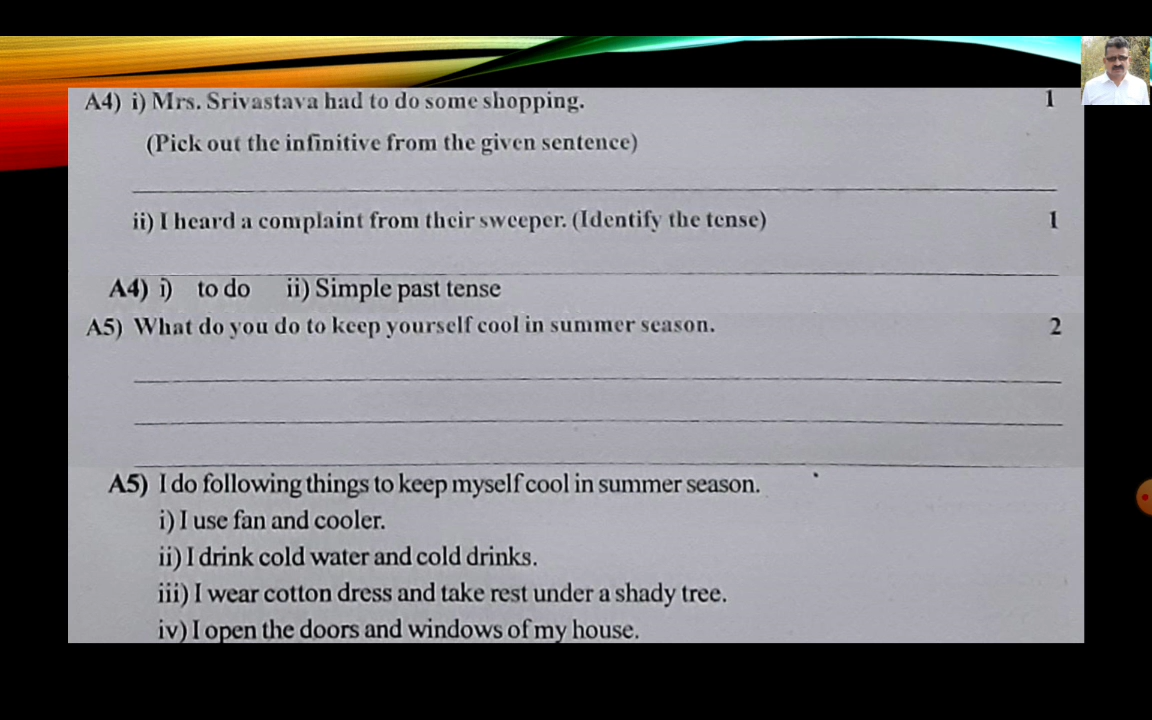 A4) i) Mrs. Srivastava had to do some shopping. 1
(Pick out the infinitive from the given sentence)
ii) I heard a complaint from their sweeper. (Identify the tense) 1
A4) i) to do ii) Simple past tense
A5) What do you do to keep yourself cool in summer season. 2
A5) I do following things to keep myself cool in summer season.
i) I use fan and cooler.
ii) I drink cold water and cold drinks.
iii) I wear cotton dress and take rest under a shady tree.
iv) I open the doors and windows of my house.